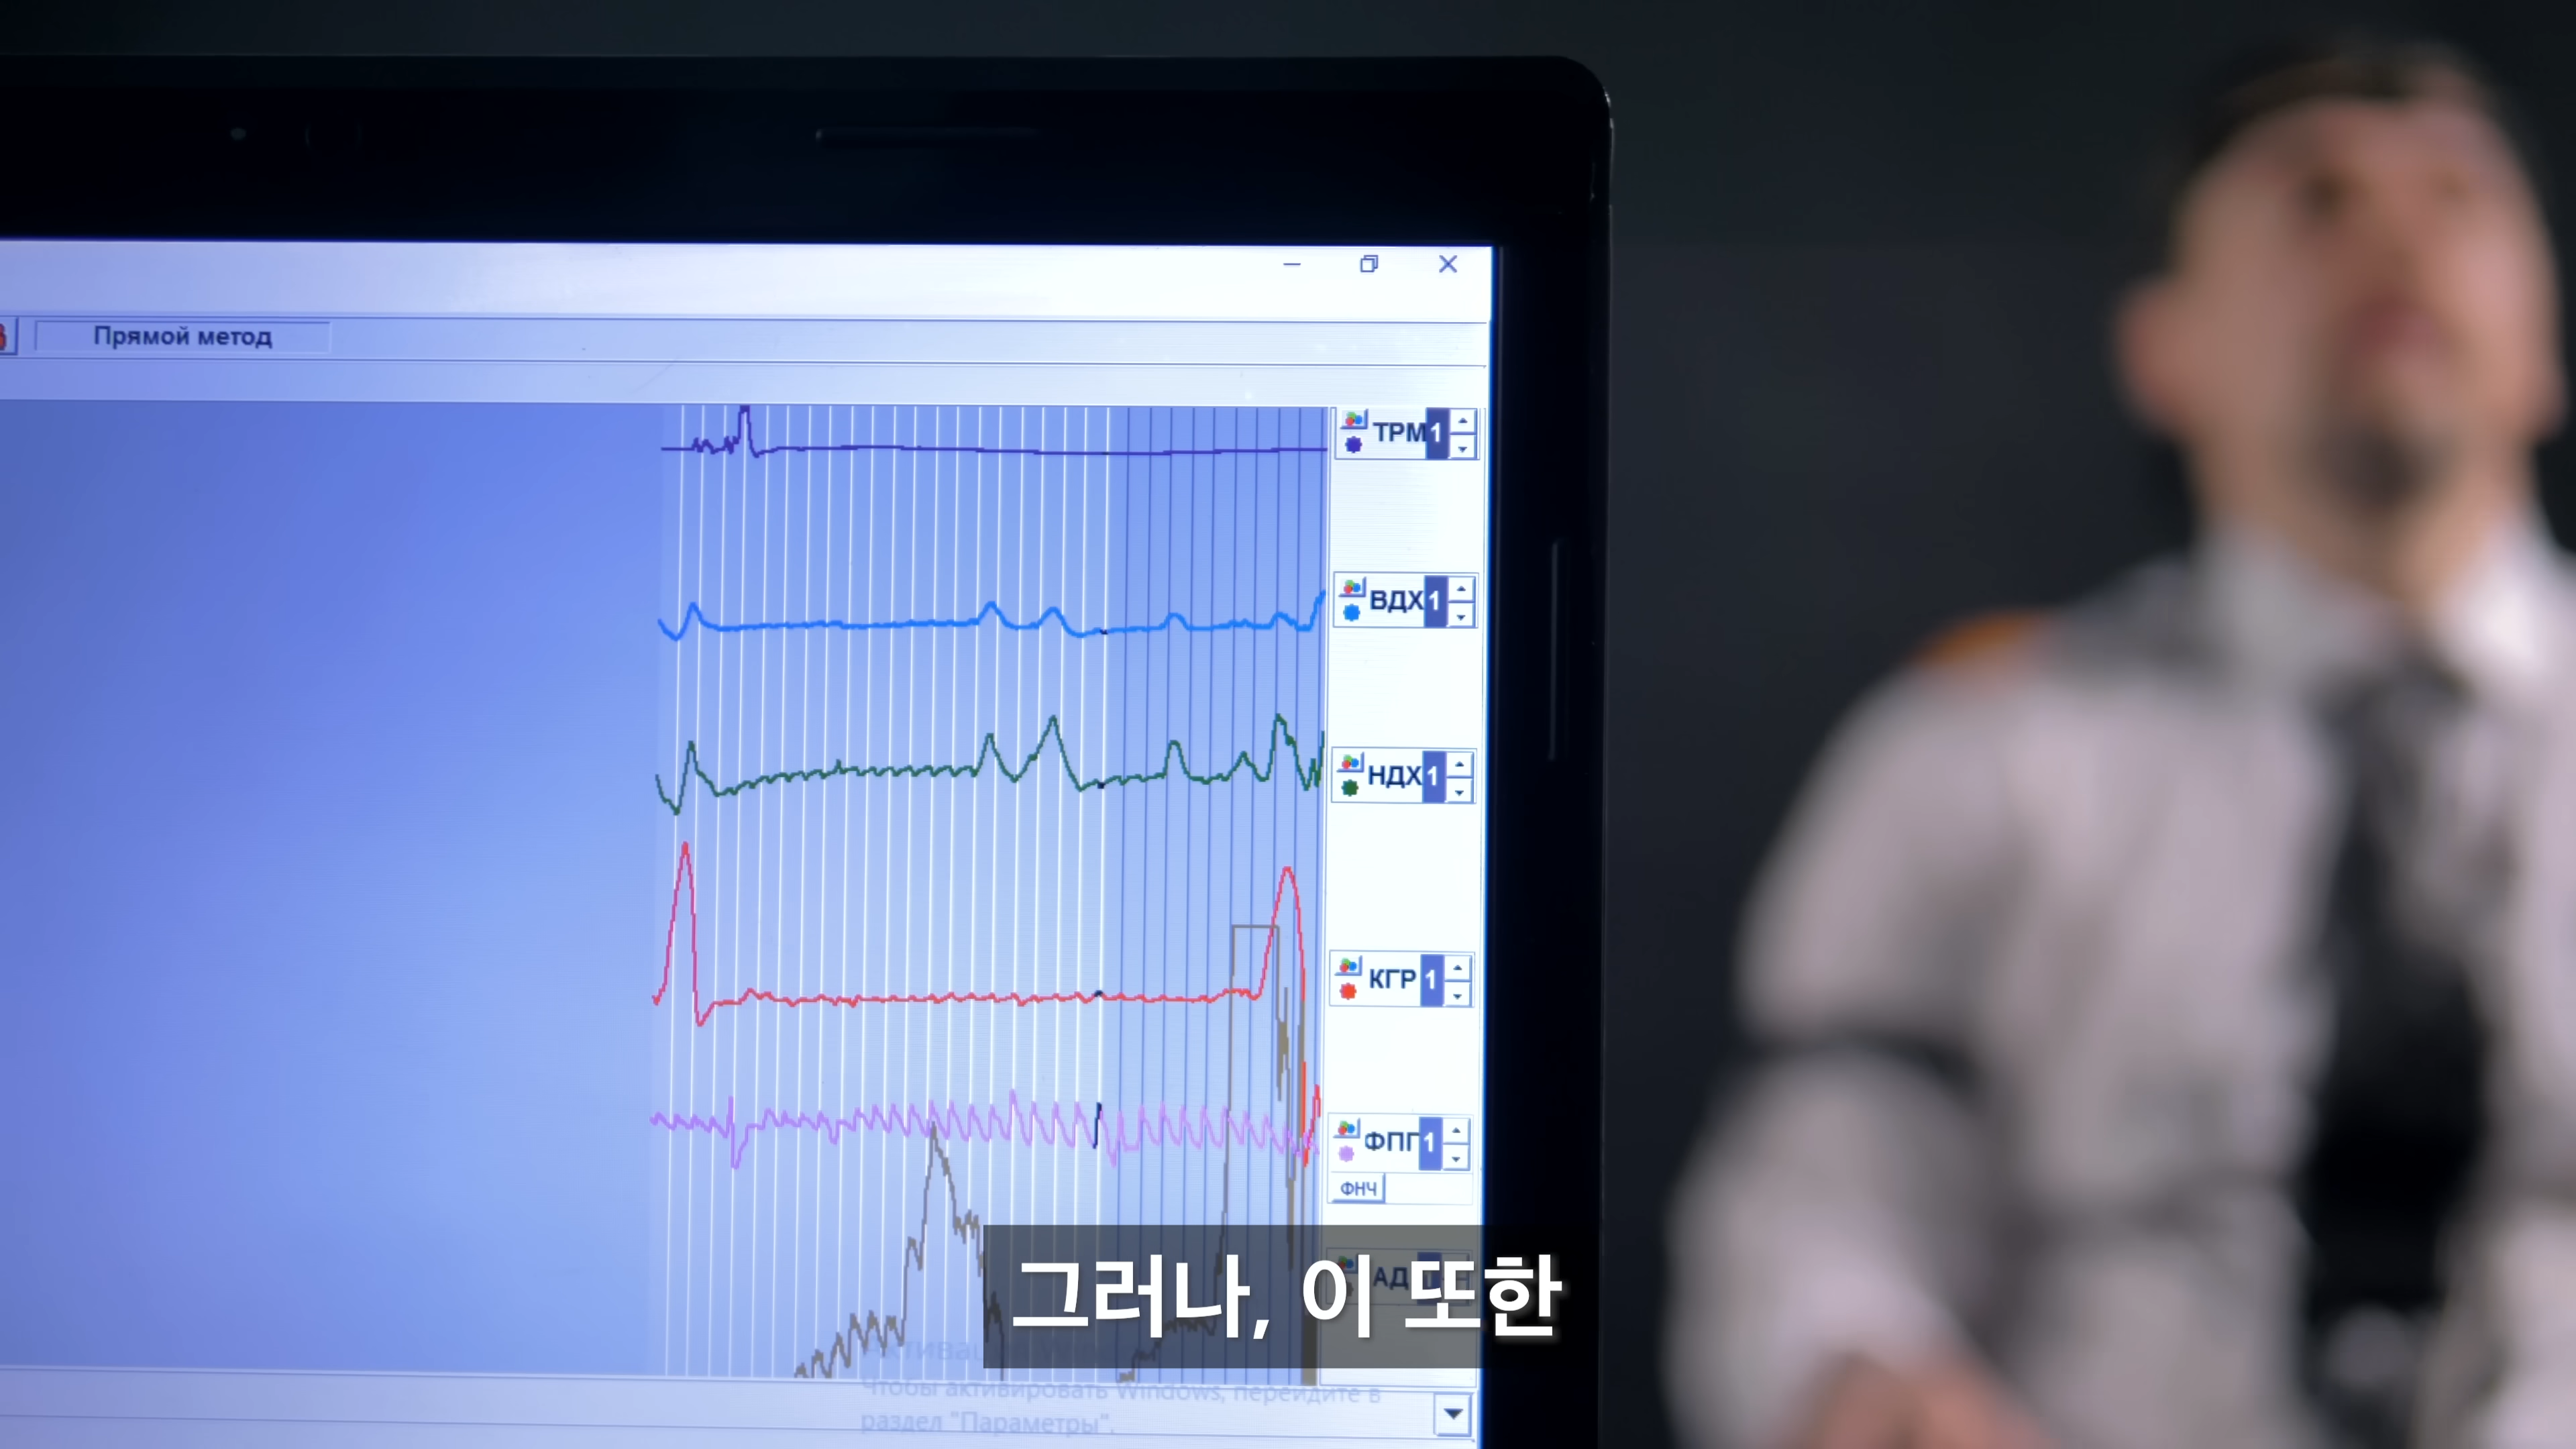 Прямой метод
ТРМ 1
ВДХ 1
НДХ 1
КГР 1
ФПГ 1
ФНЧ
АД
그러나, 이 또한
Чтобы активировать Windows, перейдите в
раздел "Параметры".